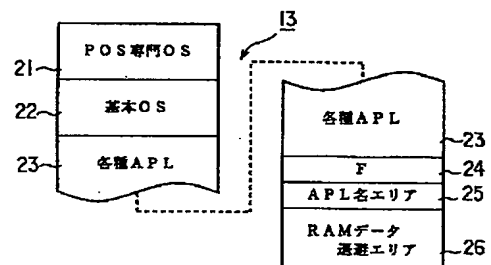 13
POS専門OS
21
基本OS
22
各種APL
23
各種APL
23
F
24
APL名エリア
25
RAMデータ
退避エリア
26